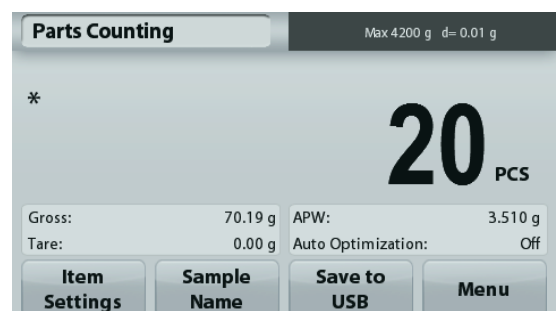 Parts Counting Max 4200 g d= 0.01 g
*
20 PCS
Gross: 70.19 g APW: 3.510 g
Tare: 0.00 g Auto Optimization: Off
Item Settings
Sample Name
Save to USB
Menu